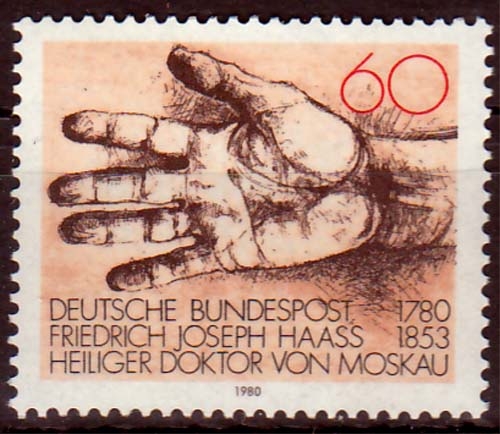 60
DEUTSCHE BUNDESPOST 1780
FRIEDRICH JOSEPH HAASS 1853
HEILIGER DOKTOR VON MOSKAU
1980